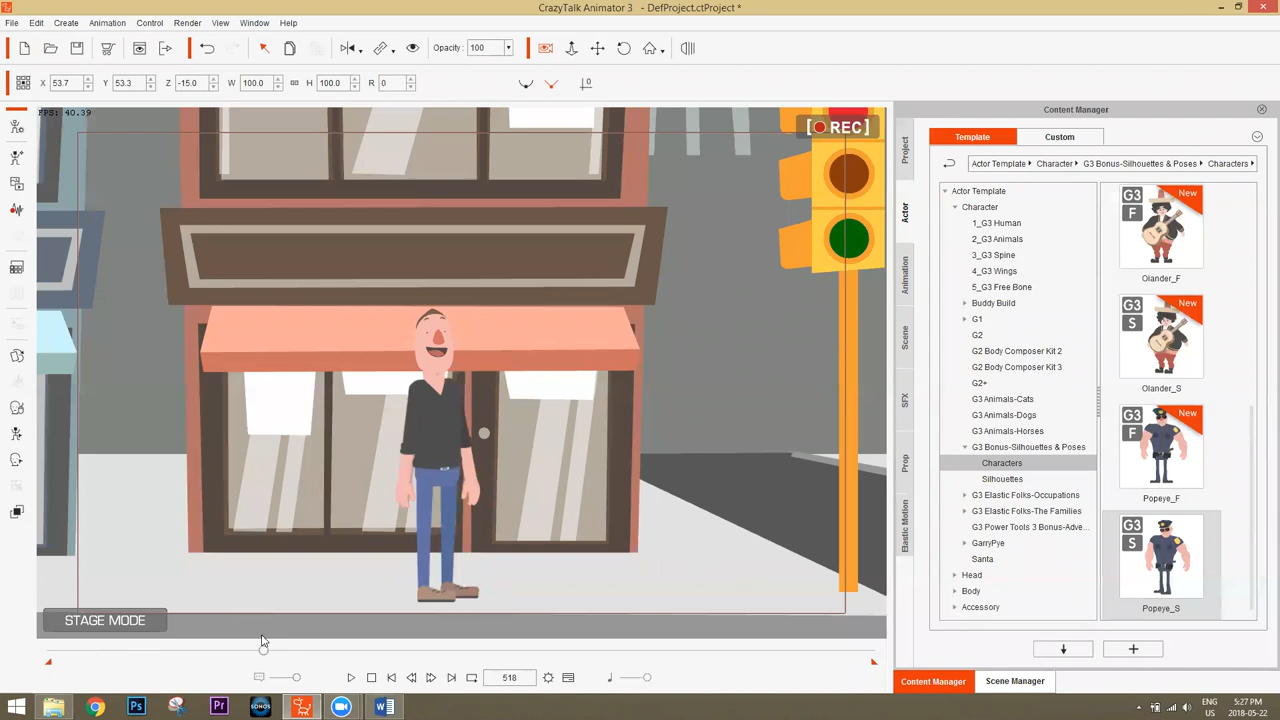 CrazyTalk Animator 3 - DefProject.ctProject *
File Edit Create Animation Control Render View Window Help
Opacity : 100
X 53.7 Y 53.3 Z -15.0 W 100.0 H 100.0 R 0
FPS: 40.39
[ REC ]
STAGE MODE
518
Content Manager
Template Custom
Actor Template Character G3 Bonus-Silhouettes & Poses Characters
Project
Actor
Animation
Scene
SFX
Prop
Elastic Motion
Actor Template
Character
1_G3 Human
2_G3 Animals
3_G3 Spine
4_G3 Wings
5_G3 Free Bone
Buddy Build
G1
G2
G2 Body Composer Kit 2
G2 Body Composer Kit 3
G2+
G3 Animals-Cats
G3 Animals-Dogs
G3 Animals-Horses
G3 Bonus-Silhouettes & Poses
Characters
Silhouettes
G3 Elastic Folks-Occupations
G3 Elastic Folks-The Families
G3 Power Tools 3 Bonus-Adve...
GarryPye
Santa
Head
Body
Accessory
G3 F New
Olander_F
G3 S New
Olander_S
G3 F New
Popeye_F
G3 S
Popeye_S
Content Manager Scene Manager
Ps
SONOS
Pr
W
ENG 5:27 PM
US 2018-05-22